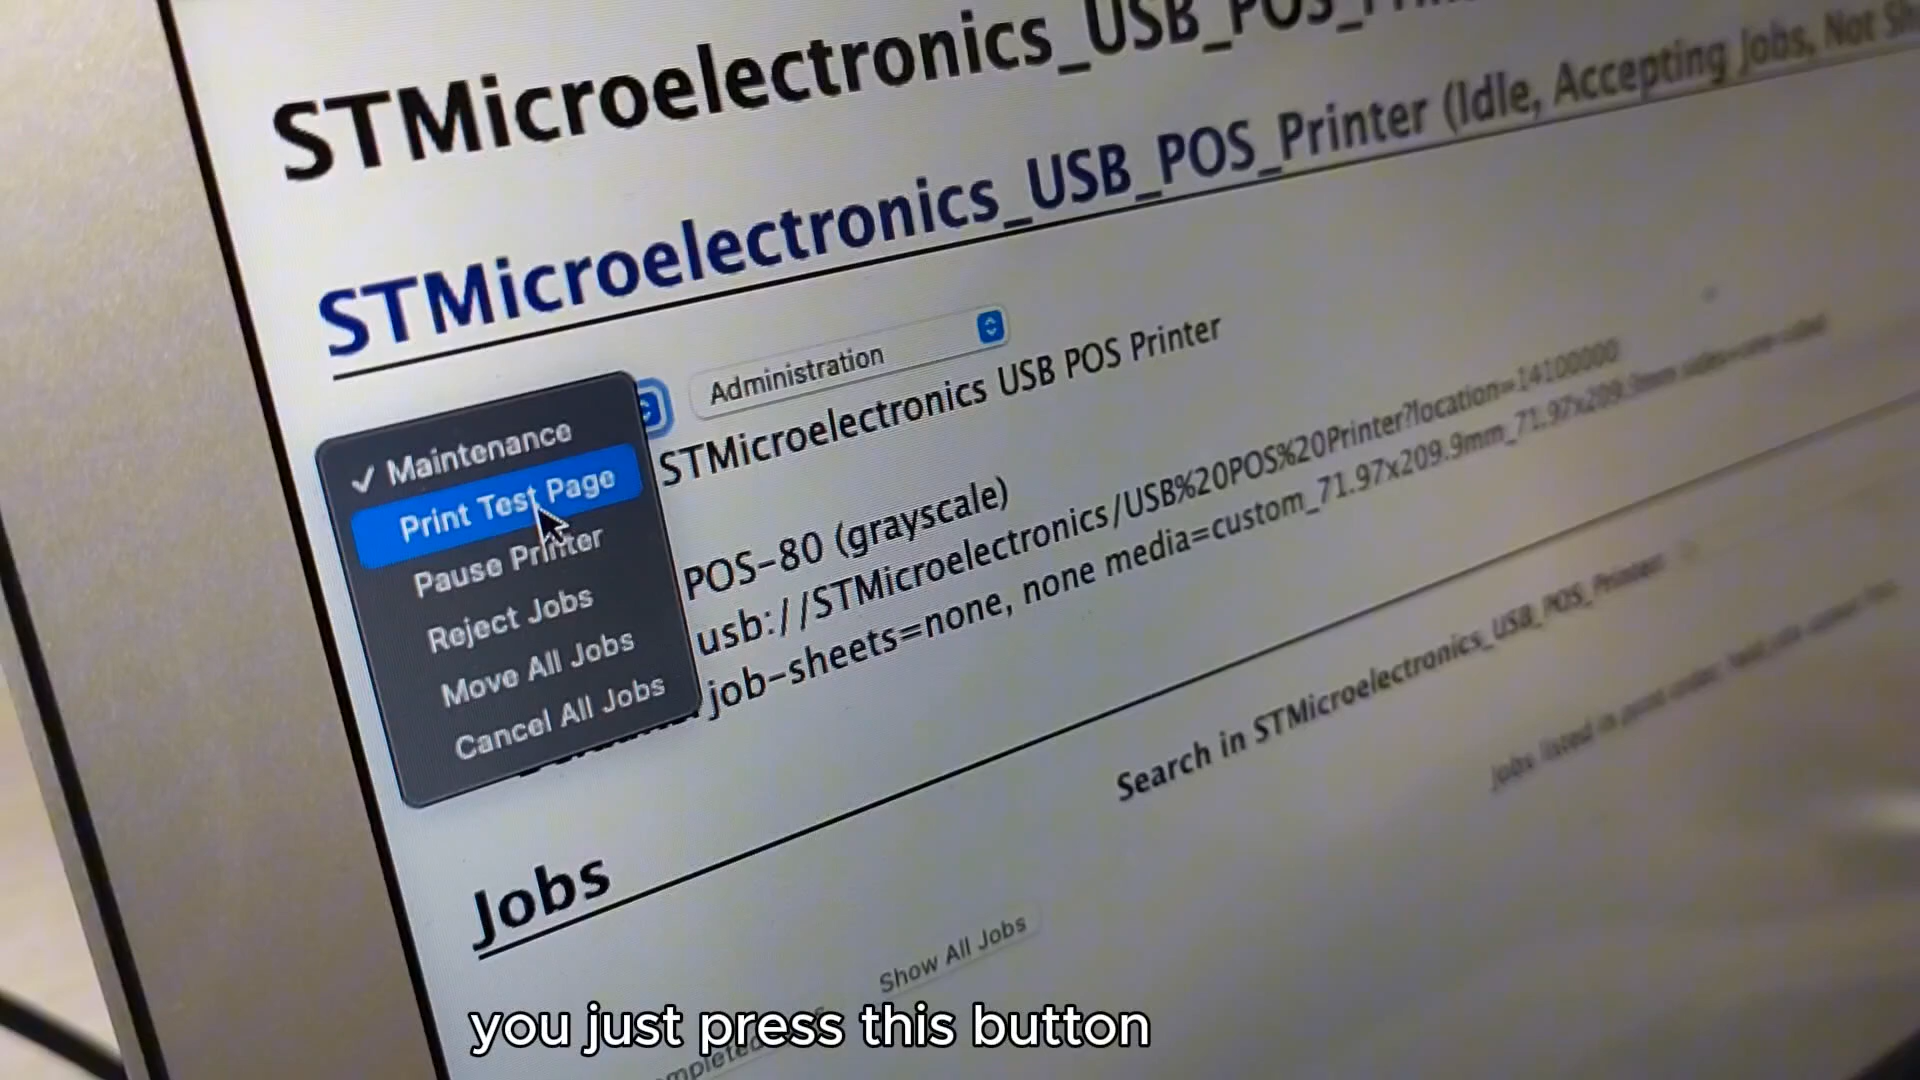 STMicroelectronics_USB_POS_
STMicroelectronics_USB_POS_Printer (Idle, Accepting Jobs, Not
Administration
✓ Maintenance
Print Test Page
Pause Printer
Reject Jobs
Move All Jobs
Cancel All Jobs
STMicroelectronics USB POS Printer
POS-80 (grayscale)
usb://STMicroelectronics/USB%20POS%20Printer?location=14100000
job-sheets=none, none media=custom_71.97x209.9mm_71.97x209.9mm
Jobs
Search in STMicroelectronics_USB_POS_Printer:
Show All Jobs
you just press this button